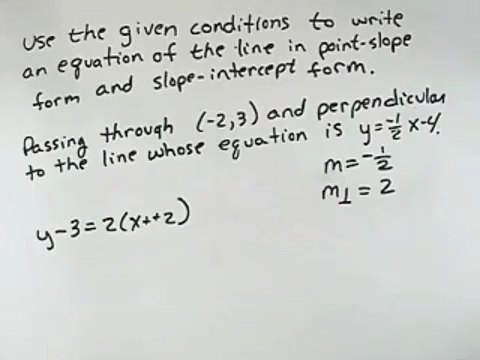 Use the given conditions to write
an equation of the line in point-slope
form and slope-intercept form.
Passing through (-2,3) and perpendicular
to the line whose equation is y=-1/2 x-4.
m=-1/2
m⊥=2
y-3=2(x++2)